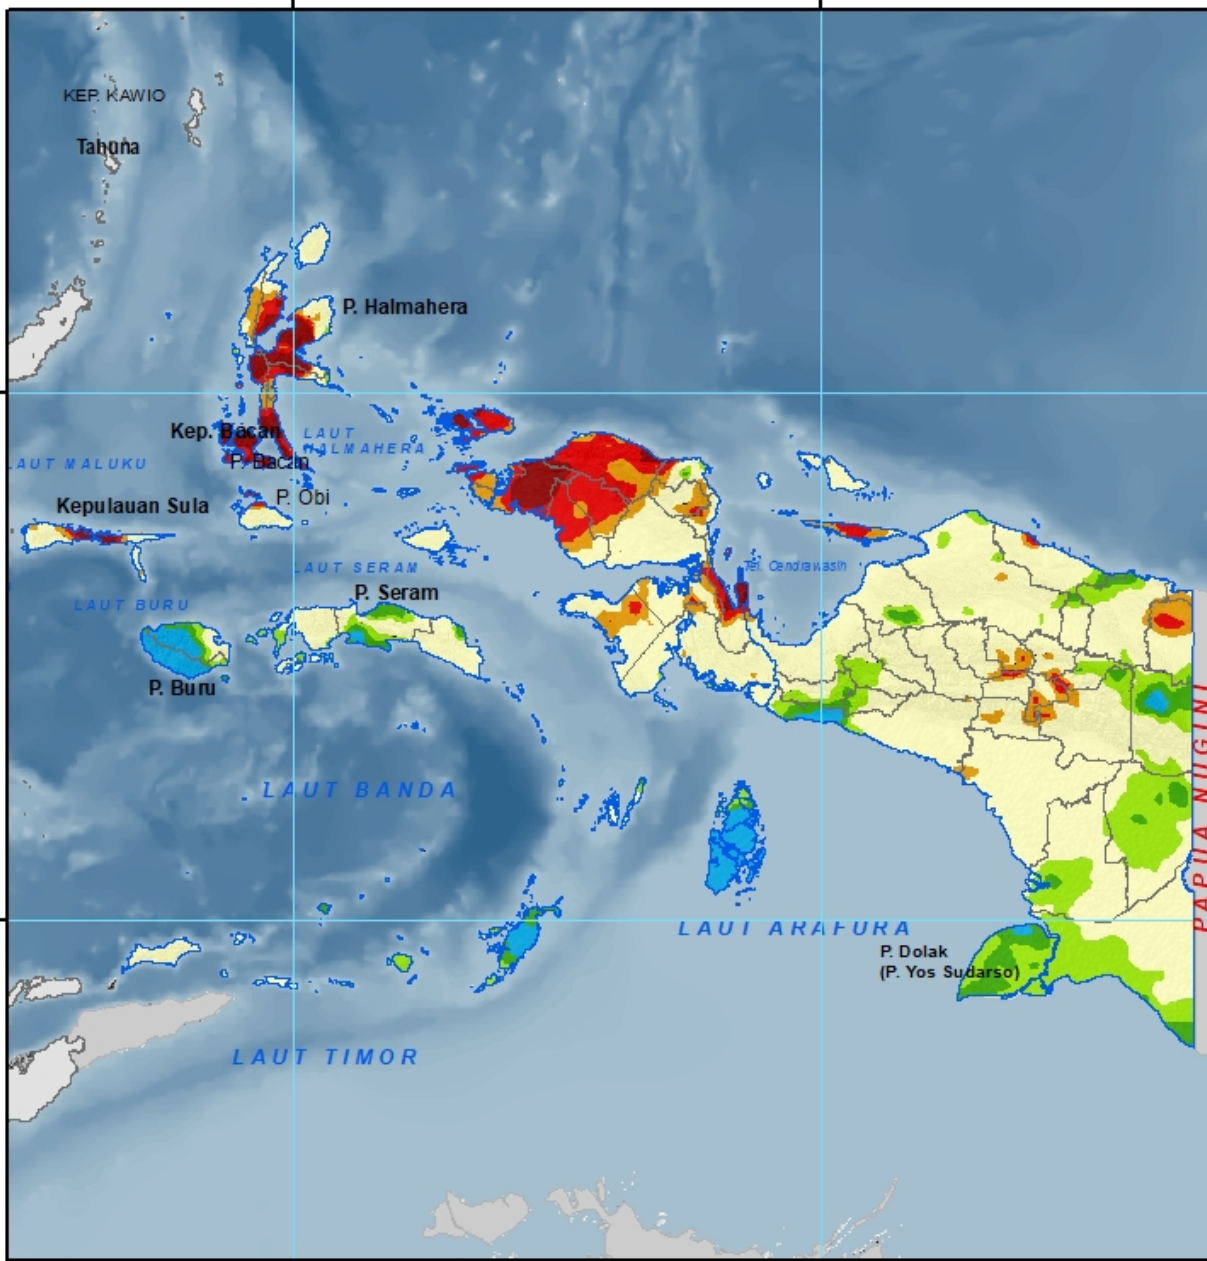 KEP. KAWIO
Tahuna
P. Halmahera
Kep. Bacan
LAUT
HALMAHERA
LAUT MALUKU
P. Bacan
P. Obi
Kepulauan Sula
LAUT SERAM
Tel. Cendrawasih
P. Seram
LAUT BURU
P. Buru
PAPUA NUGINI
LAUT BANDA
LAUT ARAFURA
P. Dolak
(P. Yos Sudarso)
LAUT TIMOR